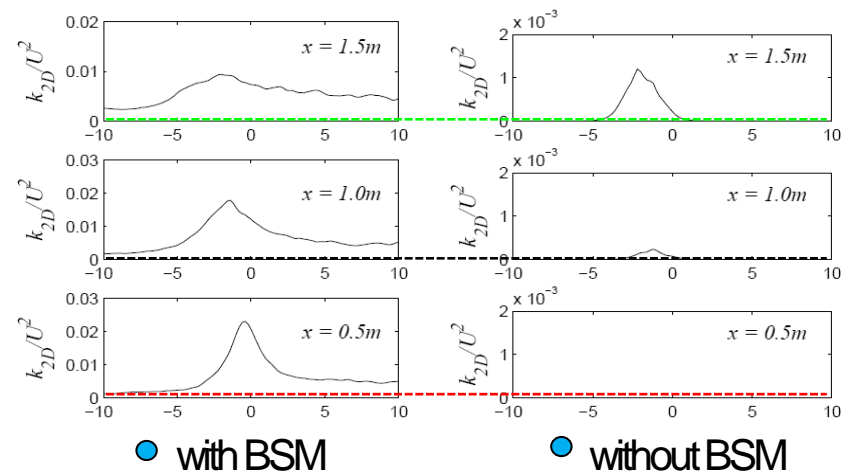 0.02
0.01
0
k2D/U²
x = 1.5m
−10 −5 0 5 10
2 x 10⁻³
1
0
k2D/U²
x = 1.5m
−10 −5 0 5 10
0.03
0.02
0.01
0
k2D/U²
x = 1.0m
−10 −5 0 5 10
2 x 10⁻³
1
0
k2D/U²
x = 1.0m
−10 −5 0 5 10
0.03
0.02
0.01
0
k2D/U²
x = 0.5m
−10 −5 0 5 10
2 x 10⁻³
1
0
k2D/U²
x = 0.5m
−10 −5 0 5 10
with BSM
without BSM